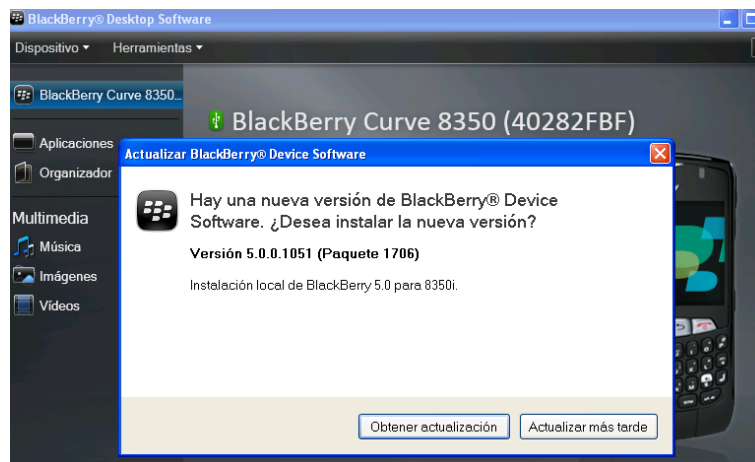 BlackBerry® Desktop Software
Dispositivo Herramientas
BlackBerry Curve 8350...
BlackBerry Curve 8350 (40282FBF)
Aplicaciones
Organizador
Multimedia
Música
Imágenes
Vídeos
Actualizar BlackBerry® Device Software
Hay una nueva versión de BlackBerry® Device
Software. ¿Desea instalar la nueva versión?
Versión 5.0.0.1051 (Paquete 1706)
Instalación local de BlackBerry 5.0 para 8350i.
Obtener actualización Actualizar más tarde